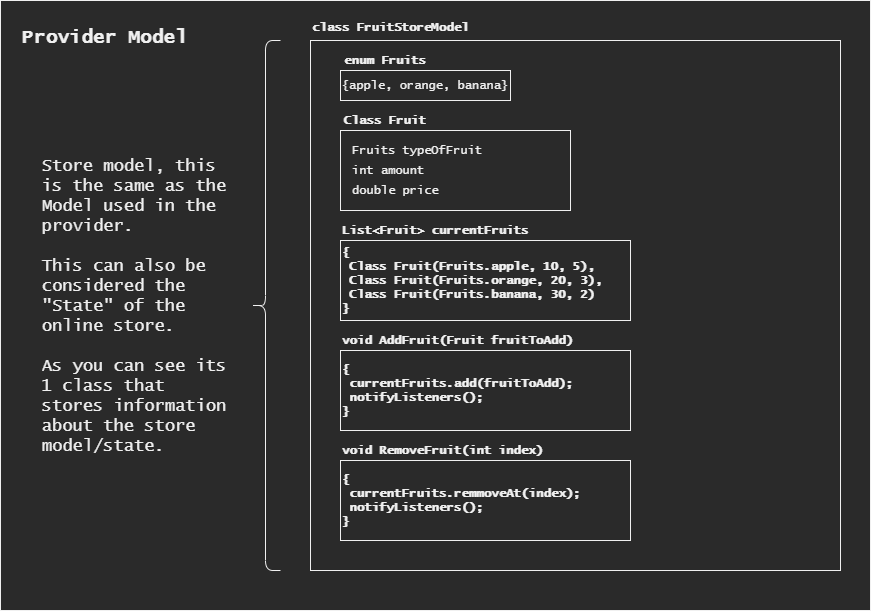 Provider Model
Store model, this
is the same as the
Model used in the
provider.
This can also be
considered the
"State" of the
online store.
As you can see its
1 class that
stores information
about the store
model/state.
class FruitStoreModel
enum Fruits
{apple, orange, banana}
Class Fruit
Fruits typeOfFruit
int amount
double price
List<Fruit> currentFruits
{
Class Fruit(Fruits.apple, 10, 5),
Class Fruit(Fruits.orange, 20, 3),
Class Fruit(Fruits.banana, 30, 2)
}
void AddFruit(Fruit fruitToAdd)
{
currentFruits.add(fruitToAdd);
notifyListeners();
}
void RemoveFruit(int index)
{
currentFruits.remmoveAt(index);
notifyListeners();
}